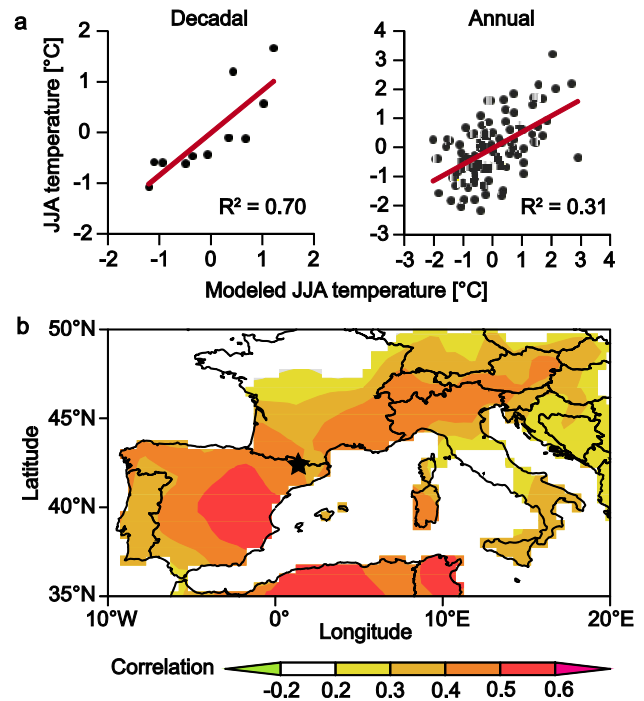 a
Decadal
Annual
JJA temperature [°C]
2
1
0
-1
-2
-2
-1
0
1
2
R² = 0.70
4
3
2
1
0
-1
-2
-3
-3
-2
-1
0
1
2
3
4
R² = 0.31
Modeled JJA temperature [°C]
b
Latitude
50°N
45°N
40°N
35°N
10°W
0°
10°E
20°E
Longitude
Correlation
-0.2
0.2
0.3
0.4
0.5
0.6